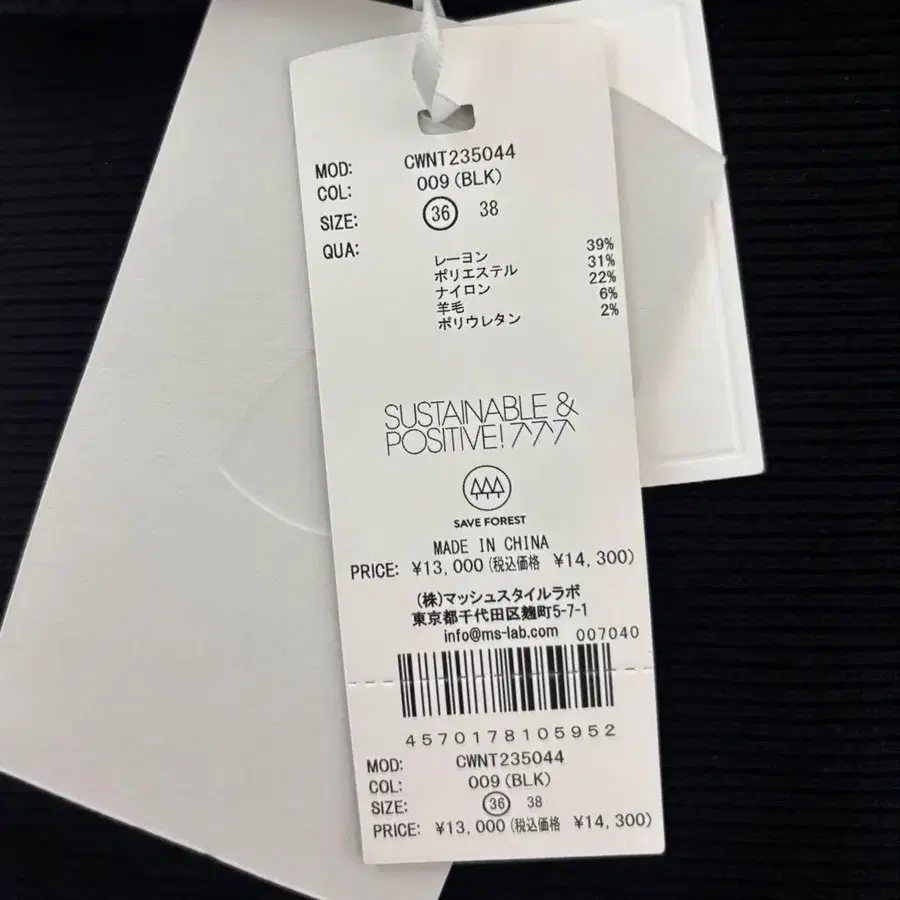 MOD: CWNT235044
COL: 009(BLK)
SIZE: 36 38
QUA:
レーヨン 39%
ポリエステル 31%
ナイロン 22%
羊毛 6%
ポリウレタン 2%
SUSTAINABLE &
POSITIVE!
SAVE FOREST
MADE IN CHINA
PRICE: ¥13,000(税込価格 ¥14,300)
(株)マッシュスタイルラボ
東京都千代田区麹町5-7-1
info@ms-lab.com 007040
4570178105952
MOD: CWNT235044
COL: 009(BLK)
SIZE: 36 38
PRICE: ¥13,000(税込価格 ¥14,300)